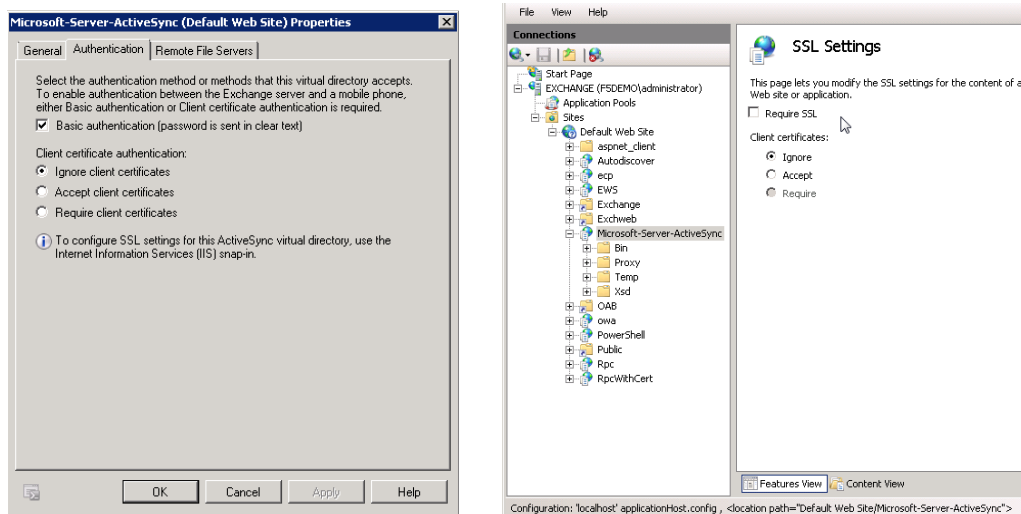 Microsoft-Server-ActiveSync (Default Web Site) Properties
General Authentication Remote File Servers
Select the authentication method or methods that this virtual directory accepts.
To enable authentication between the Exchange server and a mobile phone,
either Basic authentication or Client certificate authentication is required.
Basic authentication (password is sent in clear text)
Client certificate authentication:
Ignore client certificates
Accept client certificates
Require client certificates
To configure SSL settings for this ActiveSync virtual directory, use the
Internet Information Services (IIS) snap-in.
OK Cancel Apply Help
File View Help
Connections
Start Page
EXCHANGE (F5DEMO\administrator)
Application Pools
Sites
Default Web Site
aspnet_client
Autodiscover
ecp
EWS
Exchange
Exchweb
Microsoft-Server-ActiveSync
Bin
Proxy
Temp
Xsd
OAB
owa
PowerShell
Public
Rpc
RpcWithCert
SSL Settings
This page lets you modify the SSL settings for the content of a
Web site or application.
Require SSL
Client certificates:
Ignore
Accept
Require
Features View Content View
Configuration: 'localhost' applicationHost.config , <location path="Default Web Site/Microsoft-Server-ActiveSync">